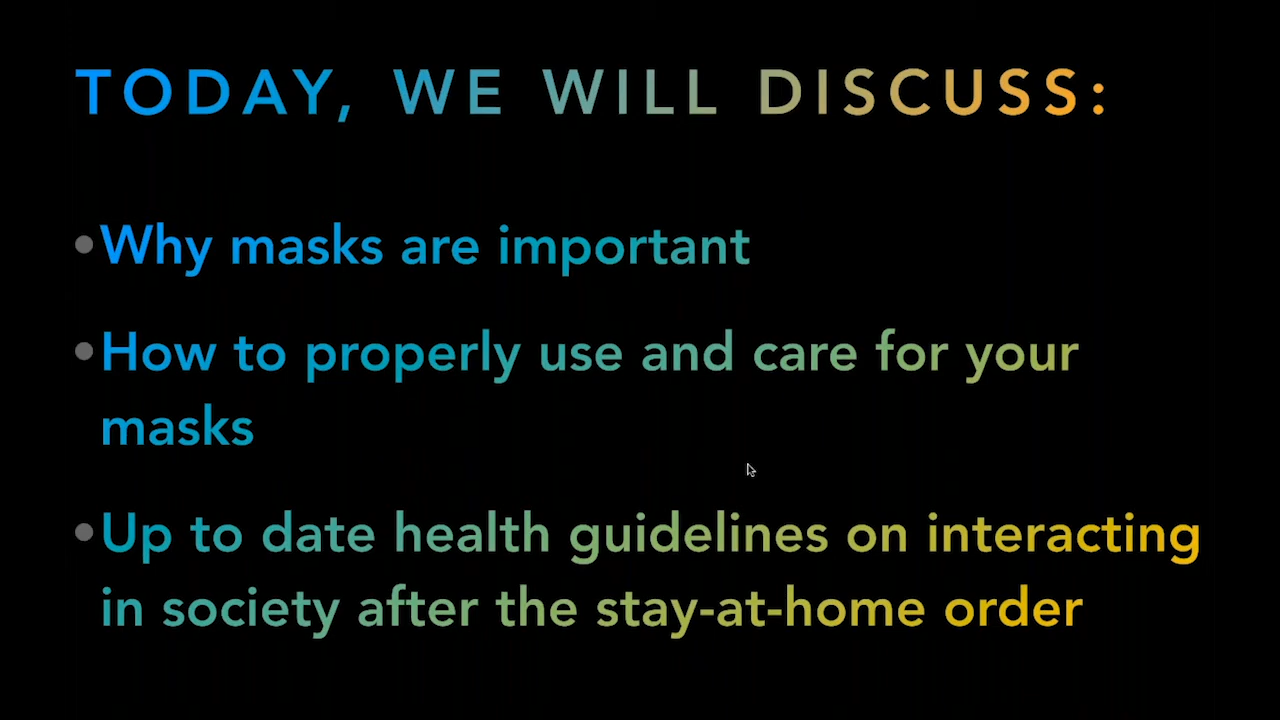 TODAY, WE WILL DISCUSS:
•Why masks are important
•How to properly use and care for your
masks
•Up to date health guidelines on interacting
in society after the stay-at-home order